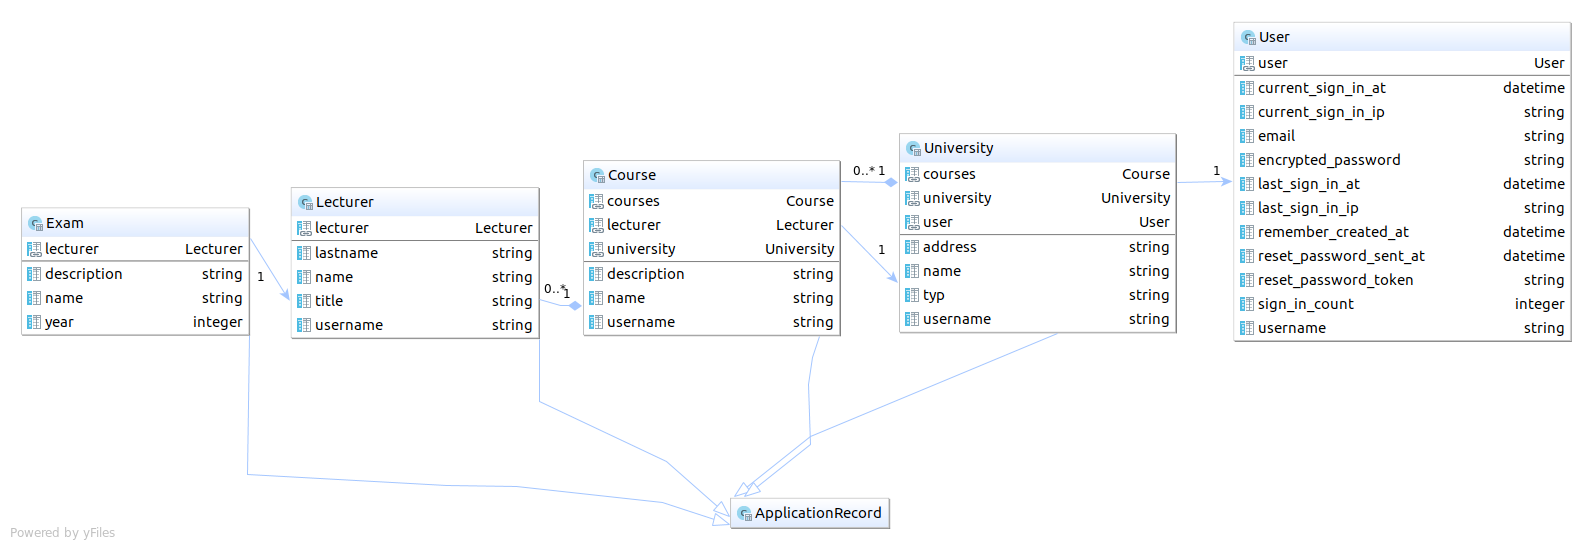 Exam
lecturer Lecturer
description string
name string
year integer
1
Lecturer
lecturer Lecturer
lastname string
name string
title string
username string
0..*
1
Course
courses Course
lecturer Lecturer
university University
description string
name string
username string
0..* 1
1
University
courses Course
university University
user User
address string
name string
typ string
username string
1
User
user User
current_sign_in_at datetime
current_sign_in_ip string
email string
encrypted_password string
last_sign_in_at datetime
last_sign_in_ip string
remember_created_at datetime
reset_password_sent_at datetime
reset_password_token string
sign_in_count integer
username string
ApplicationRecord
Powered by yFiles